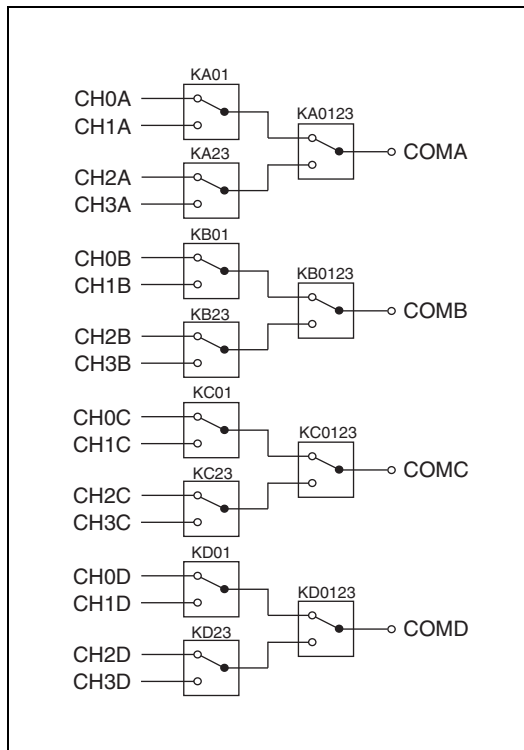 KA01
CH0A
CH1A
KA0123
COMA
KA23
CH2A
CH3A
KB01
CH0B
CH1B
KB0123
COMB
KB23
CH2B
CH3B
KC01
CH0C
CH1C
KC0123
COMC
KC23
CH2C
CH3C
KD01
CH0D
CH1D
KD0123
COMD
KD23
CH2D
CH3D